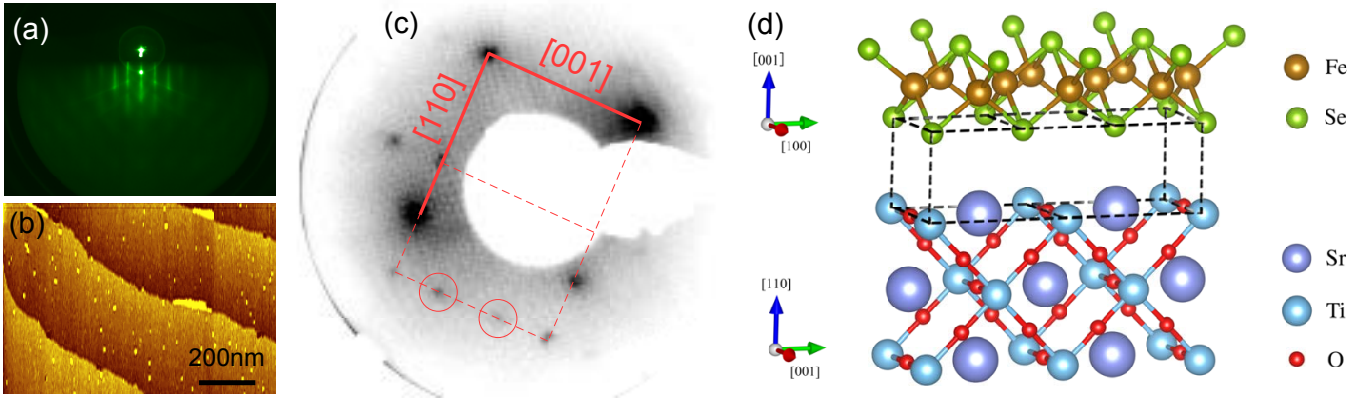 (a)
(b)
200nm
(c)
[110]
[001]
(d)
[001]
[100]
[110]
[001]
Fe
Se
Sr
Ti
O